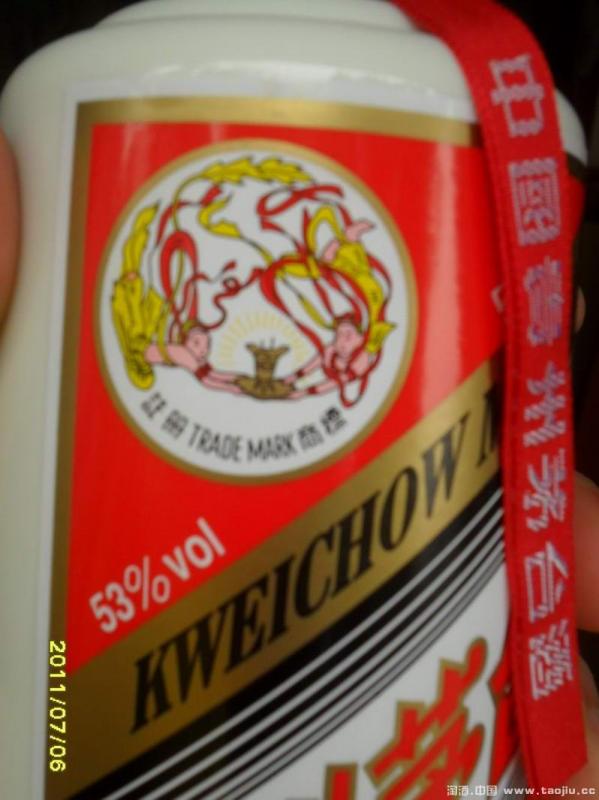 中國貴州茅台酒
註� TRADE MARK 商標
53%vol
KWEICHOW
茅
2011/07/06
淘酒.中国 www.taojiu.cc